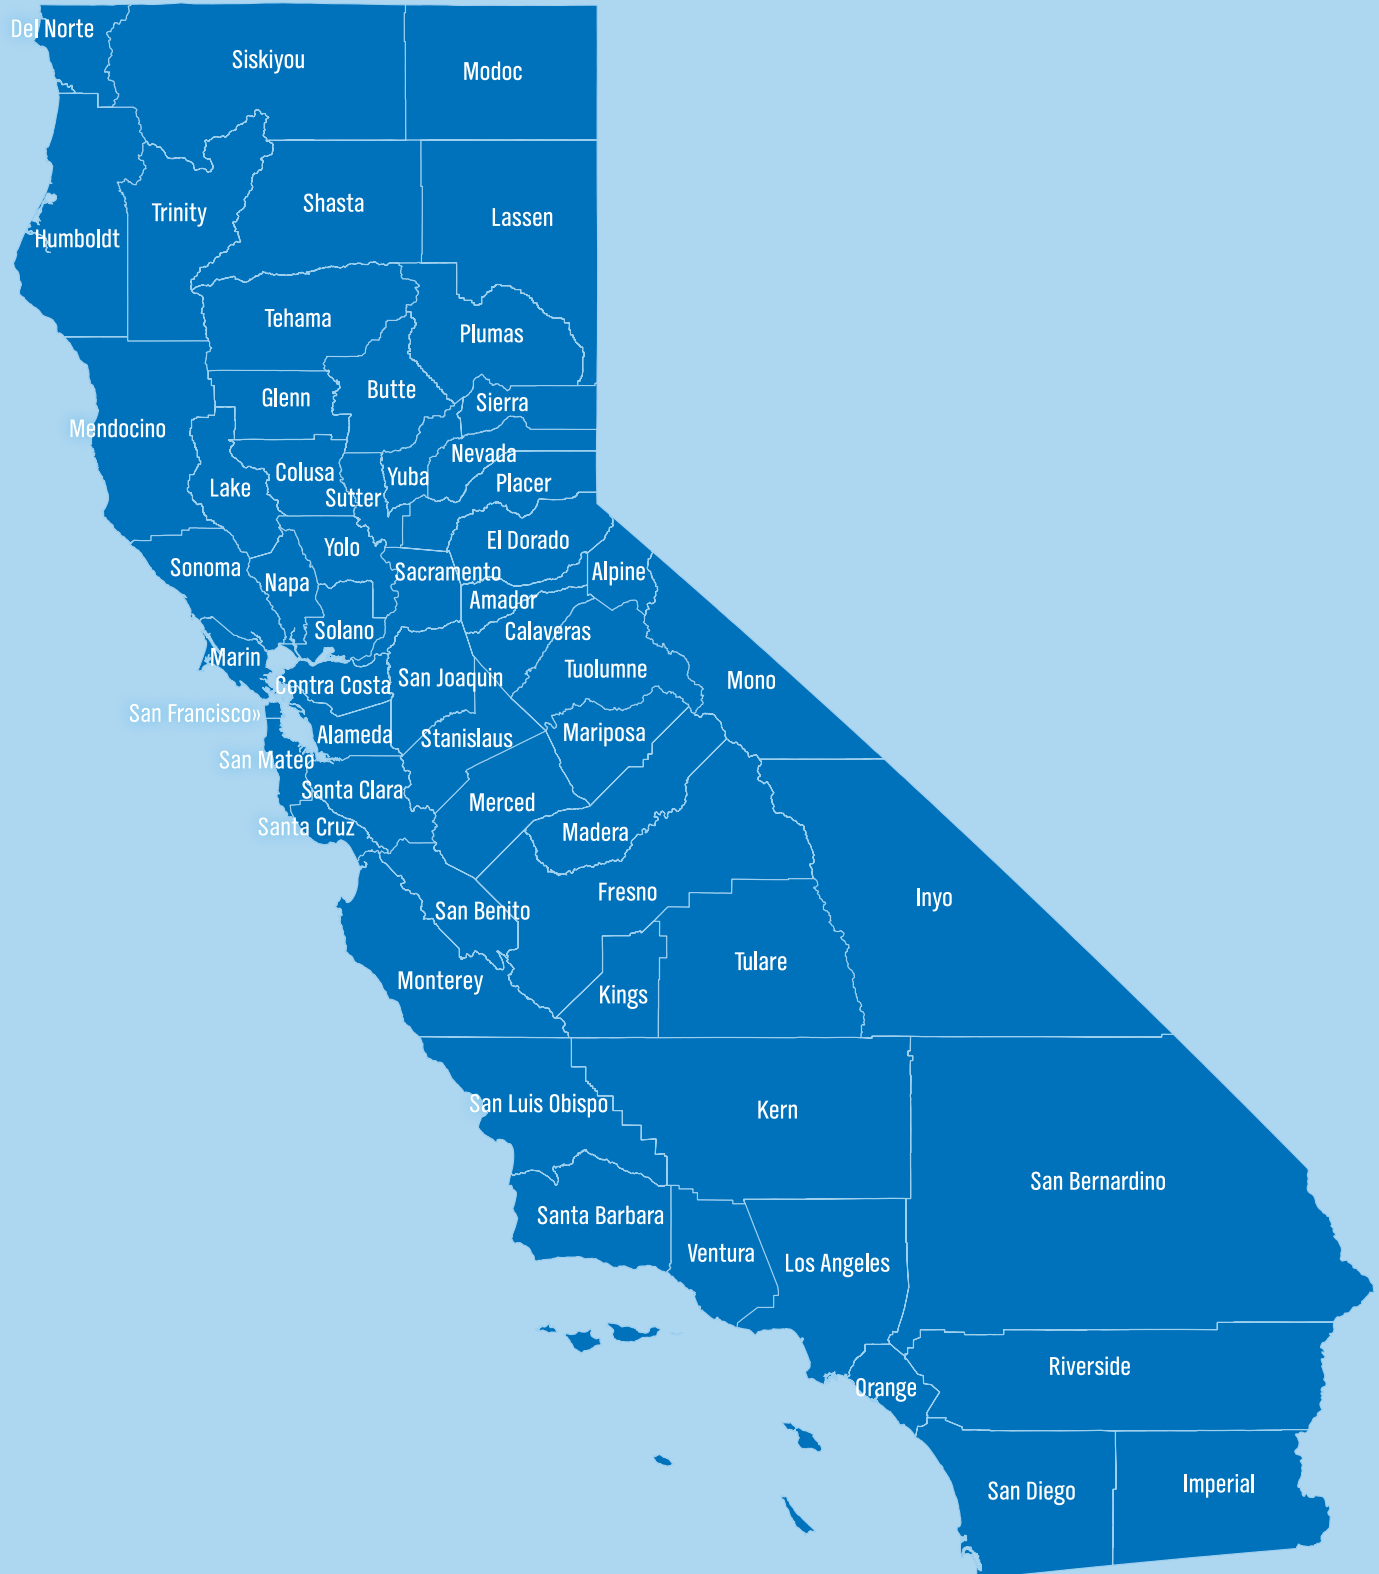 Del Norte
Siskiyou
Modoc
Humboldt
Trinity
Shasta
Lassen
Tehama
Plumas
Mendocino
Glenn
Butte
Sierra
Lake
Colusa
Sutter
Yuba
Nevada
Placer
Sonoma
Napa
Yolo
El Dorado
Sacramento
Alpine
Amador
Solano
Calaveras
Marin
Contra Costa
San Joaquin
Tuolumne
Mono
San Francisco»
Alameda
Stanislaus
Mariposa
San Mateo
Santa Clara
Merced
Santa Cruz
Madera
Fresno
Inyo
San Benito
Monterey
Kings
Tulare
San Luis Obispo
Kern
San Bernardino
Santa Barbara
Ventura
Los Angeles
Orange
Riverside
San Diego
Imperial